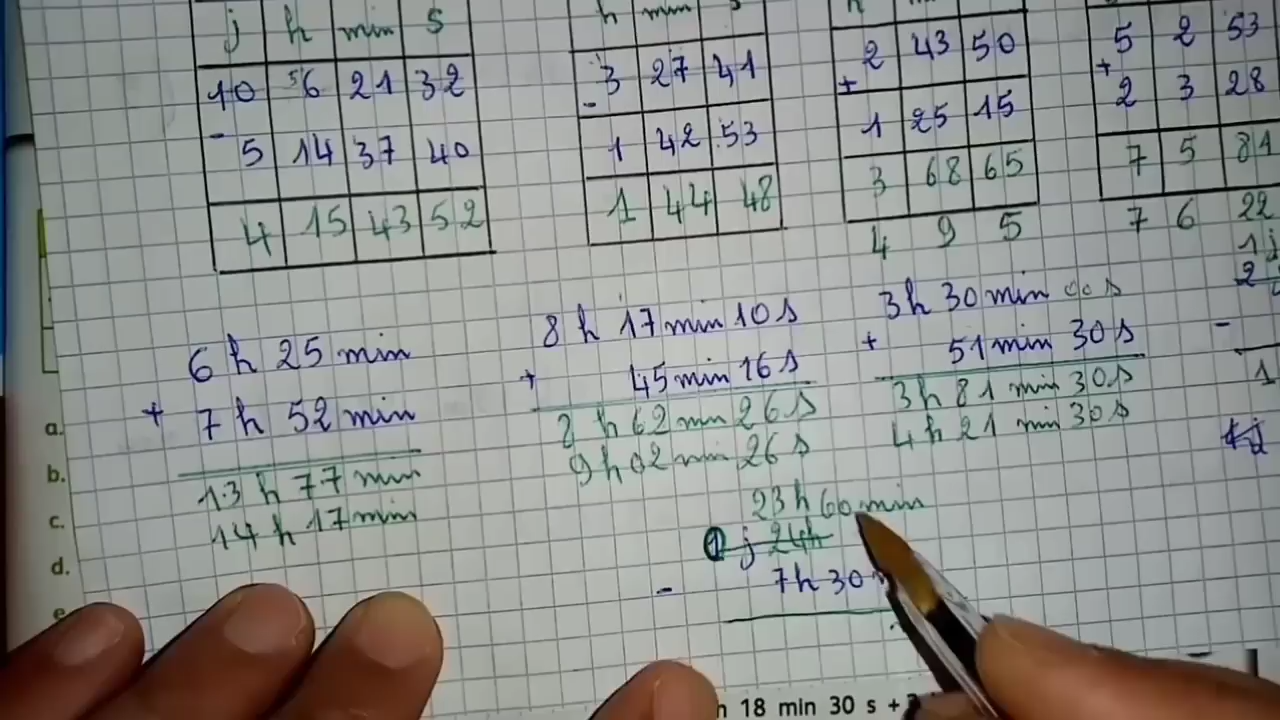 j h min s
10 56 21 32
- 5 14 37 40
4 15 43 52
h min s
3 27 41
- 1 42 53
1 44 48
2 43 50
+ 1 25 15
3 68 65
4 9 5
5 2 53
+ 2 3 28
7 5 81
7 6 22
6 h 25 min
+ 7 h 52 min
13 h 77 min
14 h 17 min
8 h 17 min 10 s
+ 45 min 16 s
8 h 62 min 26 s
9 h 02 min 26 s
3 h 30 min 00 s
+ 51 min 30 s
3 h 81 min 30 s
4 h 21 min 30 s
1 j
2
-
1
23 h 60 min
j 24h
- 7 h 30
a.
b.
c.
d.
e.
18 min 30 s +